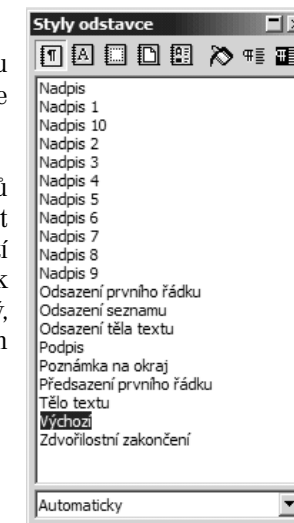 Styly odstavce
Nadpis
Nadpis 1
Nadpis 10
Nadpis 2
Nadpis 3
Nadpis 4
Nadpis 5
Nadpis 6
Nadpis 7
Nadpis 8
Nadpis 9
Odsazení prvního řádku
Odsazení seznamu
Odsazení těla textu
Podpis
Poznámka na okraj
Předsazení prvního řádku
Tělo textu
Výchozí
Zdvořilostní zakončení
Automaticky